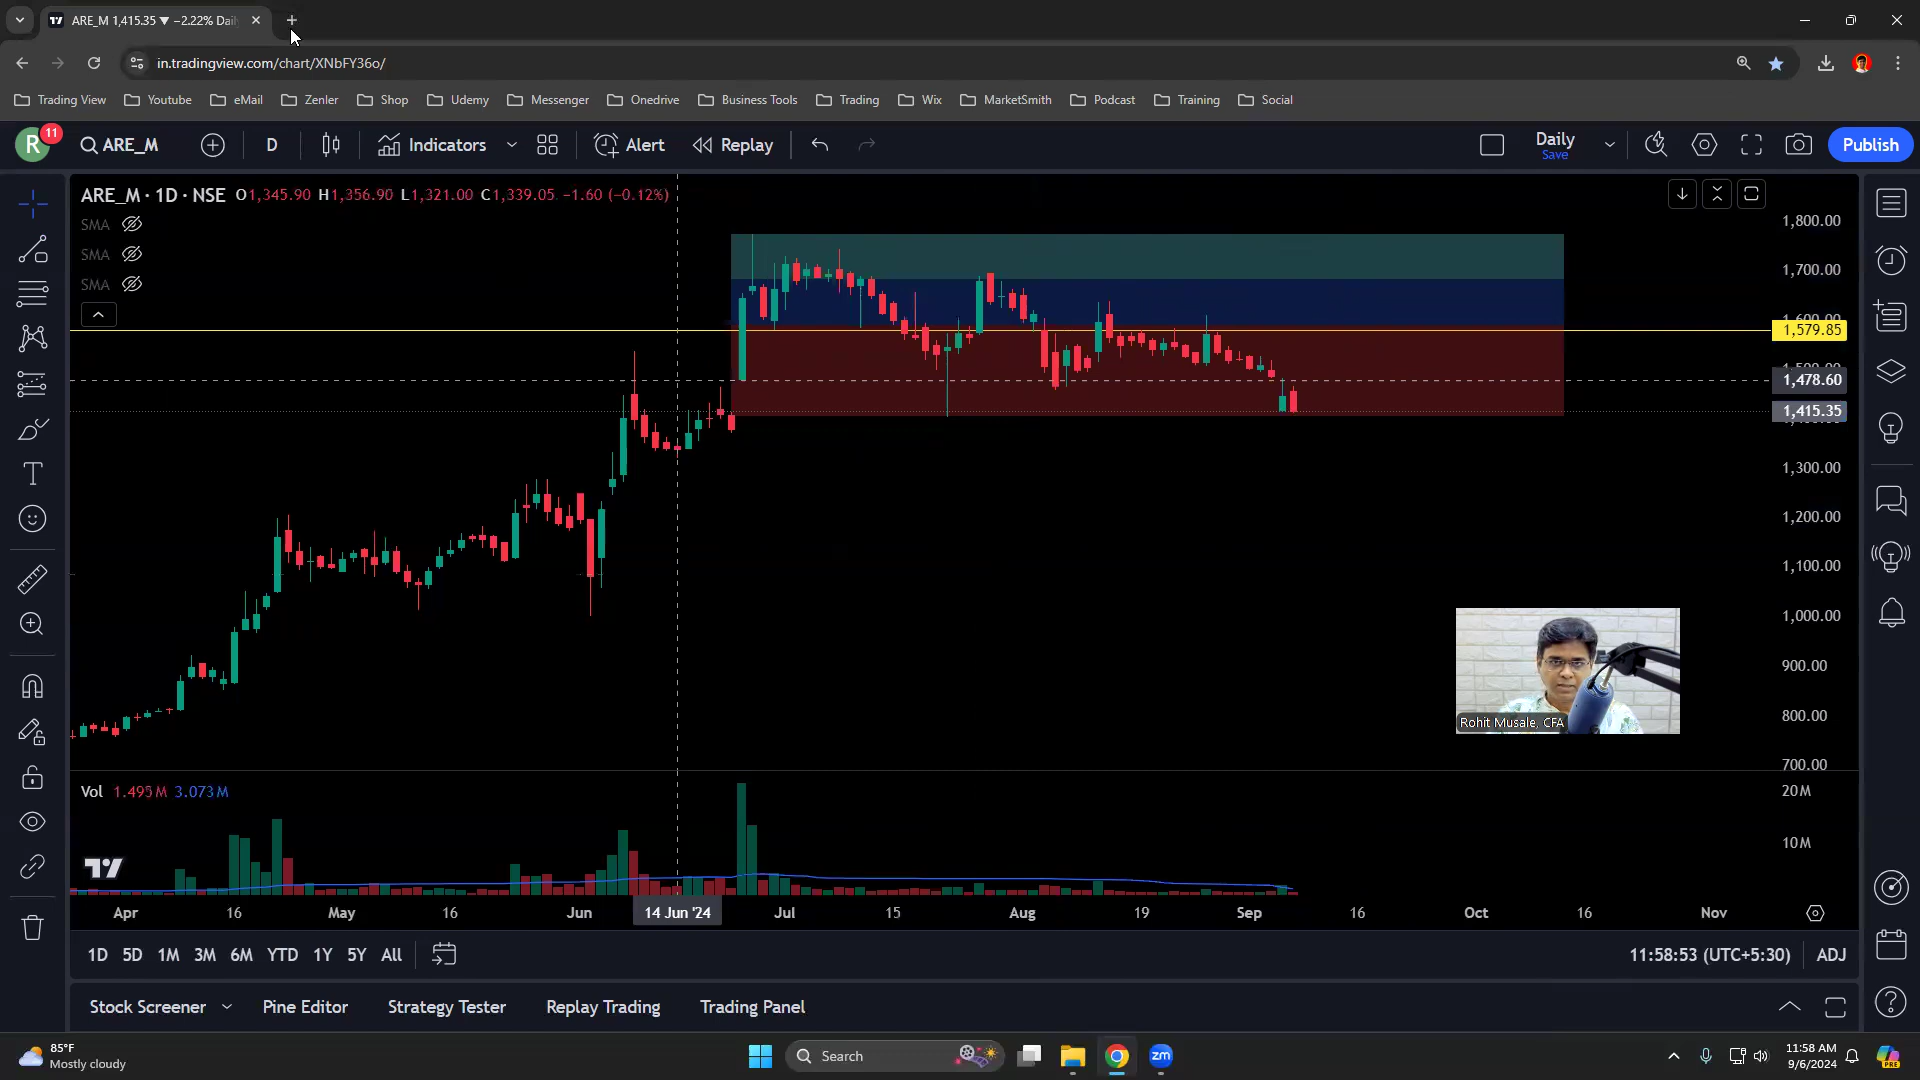 ARE_M 1,415.35 ▼ −2.22% Dail
in.tradingview.com/chart/XNbFY36o/
Trading View Youtube eMail Zenler Shop Udemy Messenger Onedrive Business Tools Trading Wix MarketSmith Podcast Training Social
R 11 ARE_M D Indicators Alert Replay Daily Save Publish
ARE_M · 1D · NSE O1,345.90 H1,356.90 L1,321.00 C1,339.05 −1.60 (−0.12%)
SMA
SMA
SMA
1,800.00
1,700.00
1,579.85
1,478.60
1,415.35
1,300.00
1,200.00
1,100.00
1,000.00
900.00
800.00
700.00
Rohit Musale, CFA
Vol 1.495M 3.073M
20M
10M
Apr 16 May 16 Jun 14 Jun '24 Jul 15 Aug 19 Sep 16 Oct 16 Nov
1D 5D 1M 3M 6M YTD 1Y 5Y All 11:58:53 (UTC+5:30) ADJ
Stock Screener Pine Editor Strategy Tester Replay Trading Trading Panel
85°F
Mostly cloudy
Search
zm
11:58 AM
9/6/2024
PRE